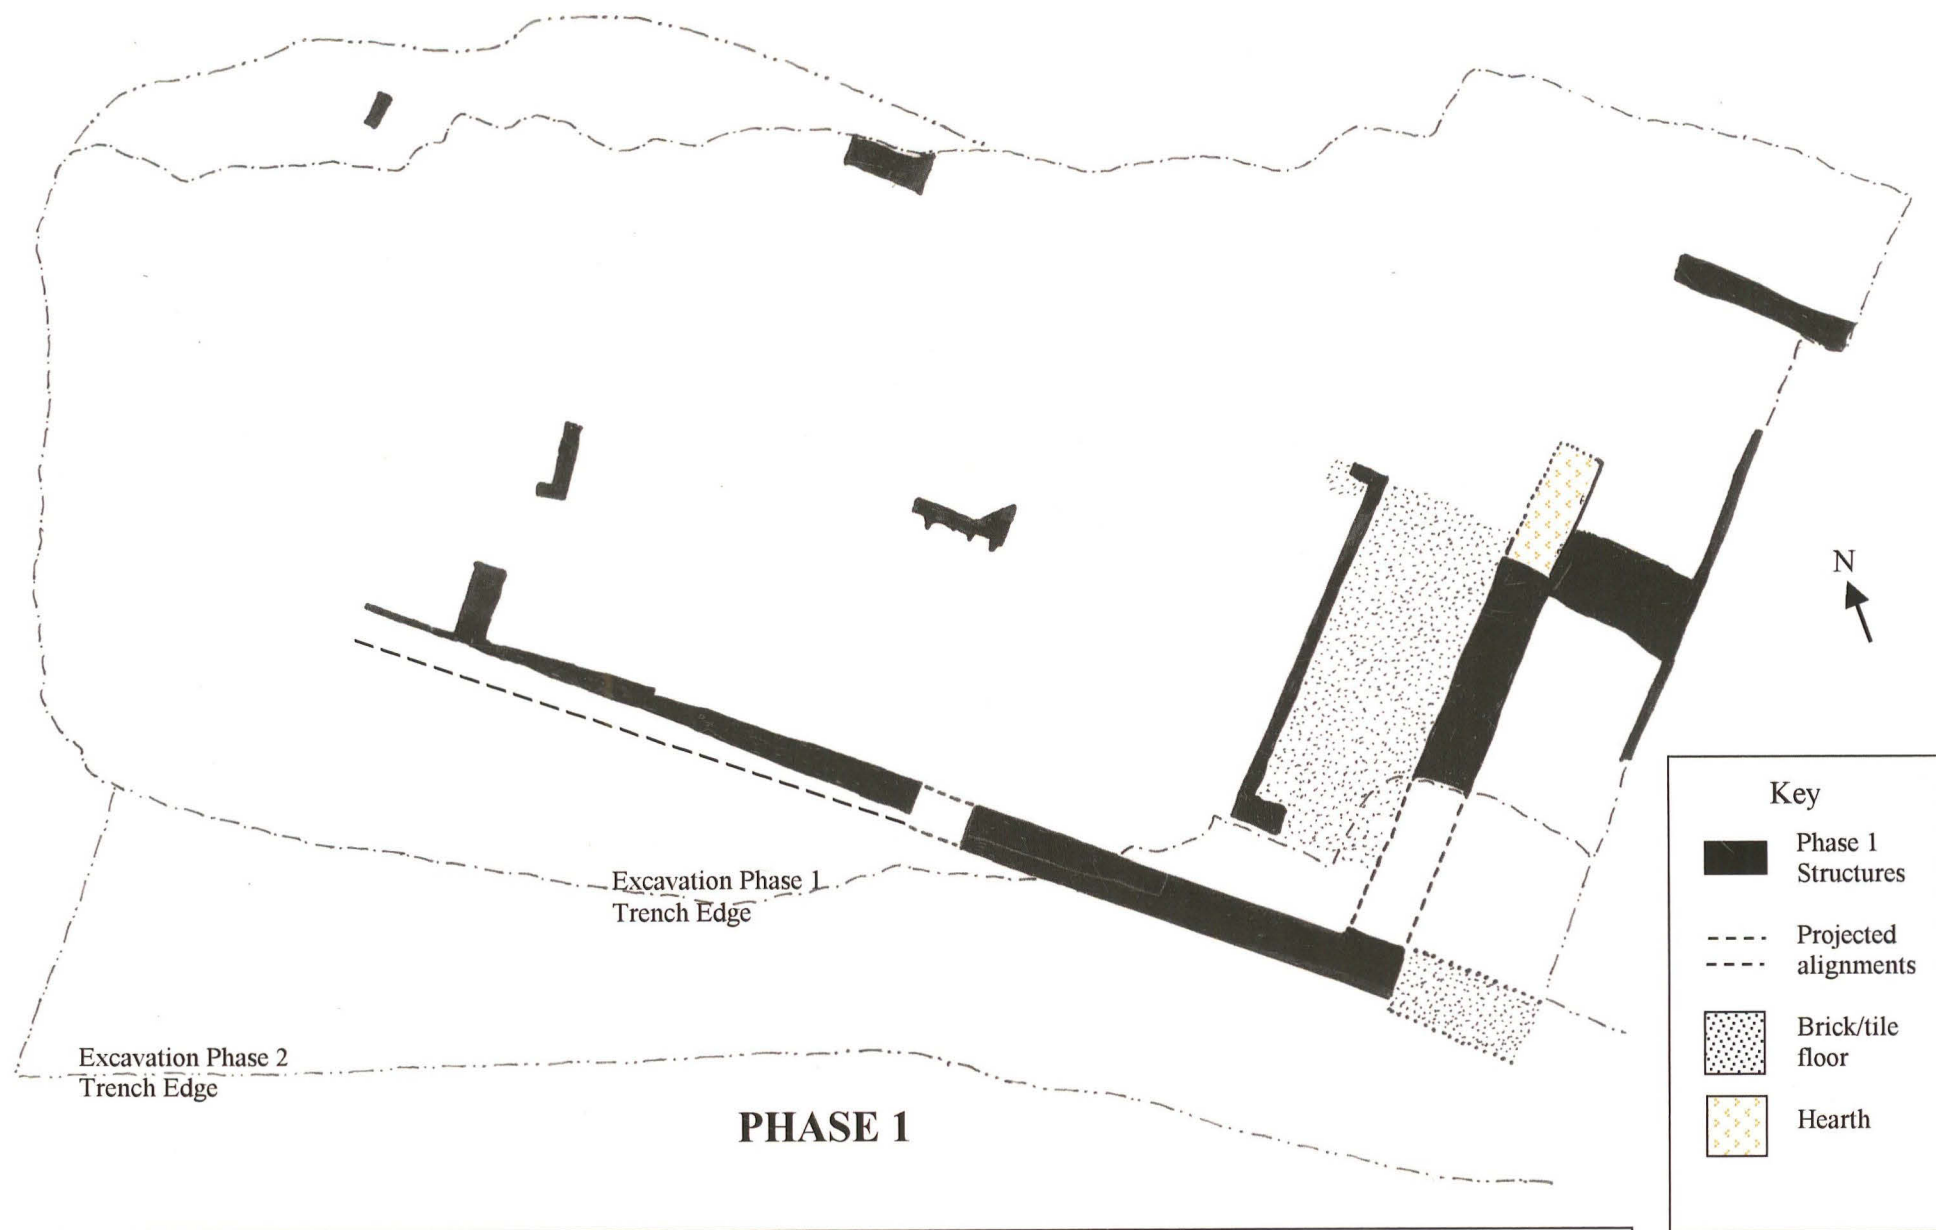 N
Key
Phase 1
Structures
Projected
alignments
Brick/tile
floor
Hearth
Excavation Phase 1
Trench Edge
Excavation Phase 2
Trench Edge
PHASE 1